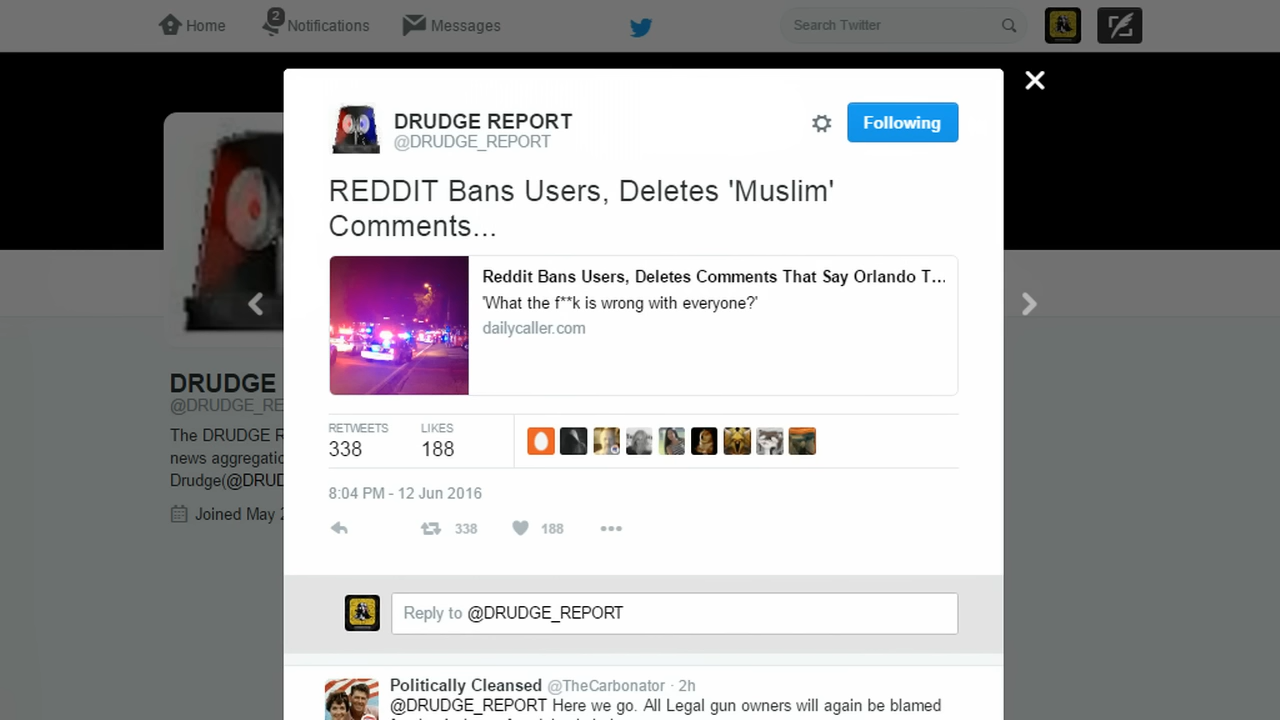 Home
2
Notifications
Messages
Search Twitter
DRUDGE REPORT
@DRUDGE_REPORT
Following
REDDIT Bans Users, Deletes 'Muslim'
Comments...
Reddit Bans Users, Deletes Comments That Say Orlando T...
'What the f**k is wrong with everyone?'
dailycaller.com
RETWEETS
338
LIKES
188
8:04 PM - 12 Jun 2016
338
188
Reply to @DRUDGE_REPORT
Politically Cleansed @TheCarbonator · 2h
@DRUDGE_REPORT Here we go. All Legal gun owners will again be blamed
DRUDGE
@DRUDGE_RE
The DRUDGE R
news aggregatio
Drudge(@DRUD
Joined May 2